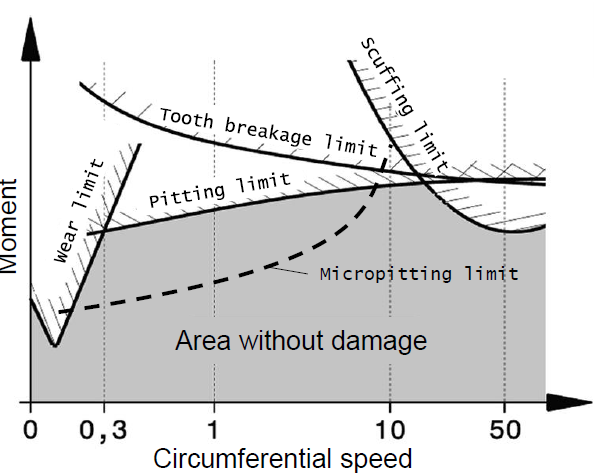 Scuffing limit
Tooth breakage limit
Wear limit
Pitting limit
Moment
Micropitting limit
Area without damage
0 0,3 1 10 50
Circumferential speed